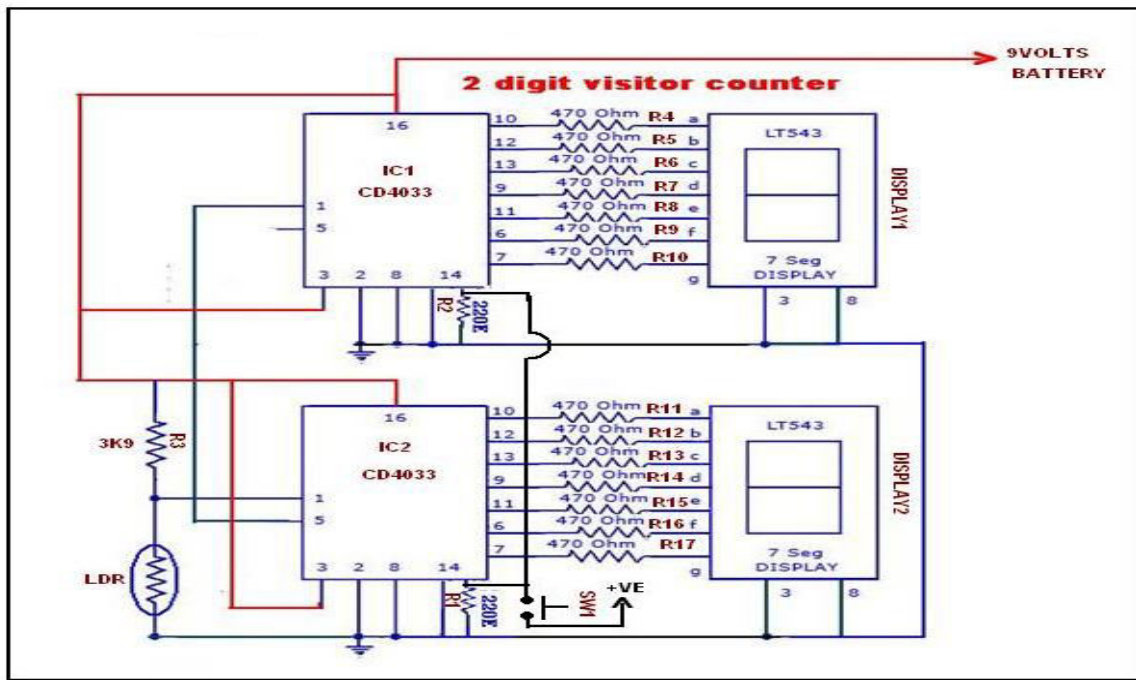 9VOLTS
BATTERY
2 digit visitor counter
16
IC1
CD4033
1
5
3 2 8 14
10 470 Ohm R4 a
12 470 Ohm R5 b
13 470 Ohm R6 c
9 470 Ohm R7 d
11 470 Ohm R8 e
6 470 Ohm R9 f
7 470 Ohm R10
g
LT543
7 Seg
DISPLAY
3 8
DISPLAY1
R2
220E
3K9
R3
LDR
16
IC2
CD4033
1
5
3 2 8 14
10 470 Ohm R11 a
12 470 Ohm R12 b
13 470 Ohm R13 c
9 470 Ohm R14 d
11 470 Ohm R15 e
6 470 Ohm R16 f
7 470 Ohm R17
g
LT543
7 Seg
DISPLAY
3 8
DISPLAY2
R1
220E
SW1
+VE